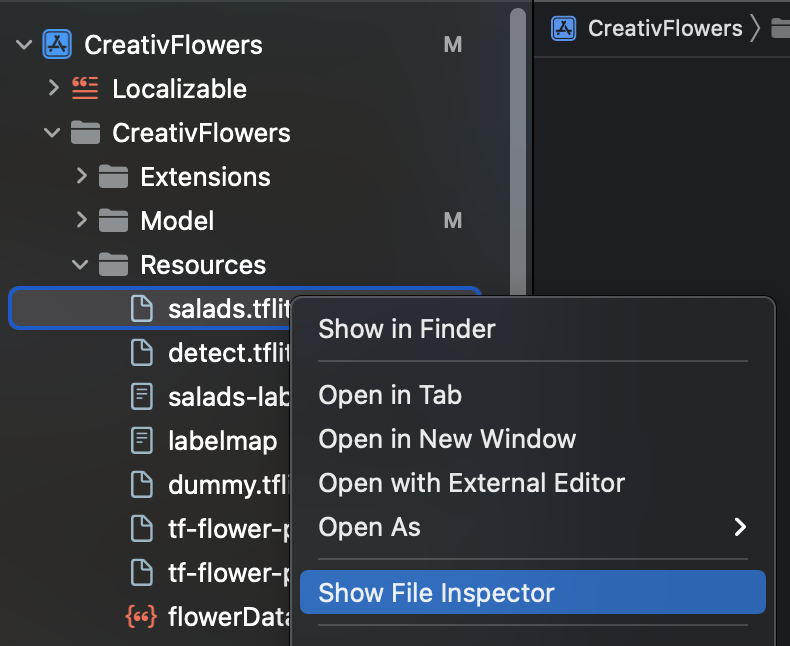 CreativFlowers M
Localizable
CreativFlowers
Extensions
Model M
Resources
salads.tflit
detect.tflit
salads-lab
labelmap
dummy.tfli
tf-flower-p
tf-flower-p
flowerData
CreativFlowers
Show in Finder
Open in Tab
Open in New Window
Open with External Editor
Open As
Show File Inspector